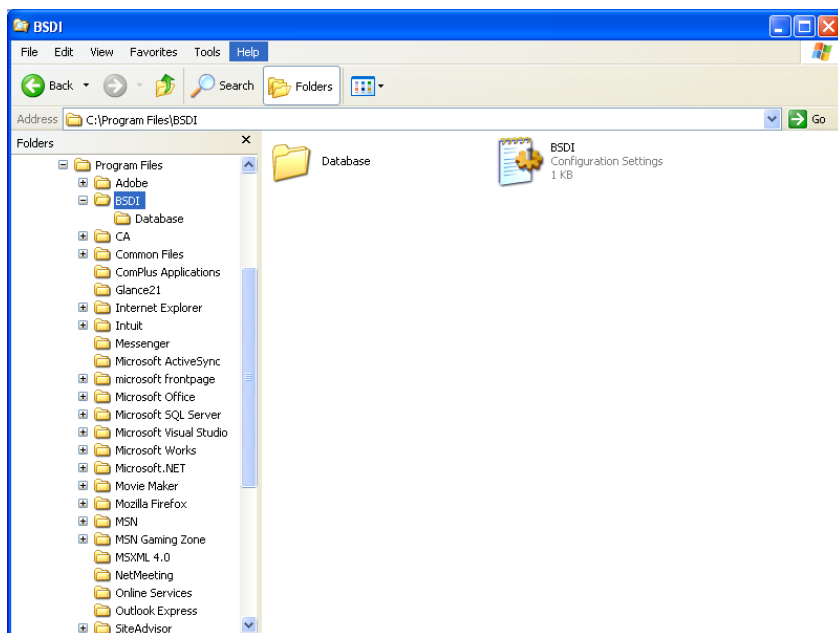 BSDI
File Edit View Favorites Tools Help
Back Search Folders
Address C:\Program Files\BSDI Go
Folders
Program Files
Adobe
BSDI
Database
CA
Common Files
ComPlus Applications
Glance21
Internet Explorer
Intuit
Messenger
Microsoft ActiveSync
microsoft frontpage
Microsoft Office
Microsoft SQL Server
Microsoft Visual Studio
Microsoft Works
Microsoft.NET
Movie Maker
Mozilla Firefox
MSN
MSN Gaming Zone
MSXML 4.0
NetMeeting
Online Services
Outlook Express
SiteAdvisor
Database
BSDI
Configuration Settings
1 KB